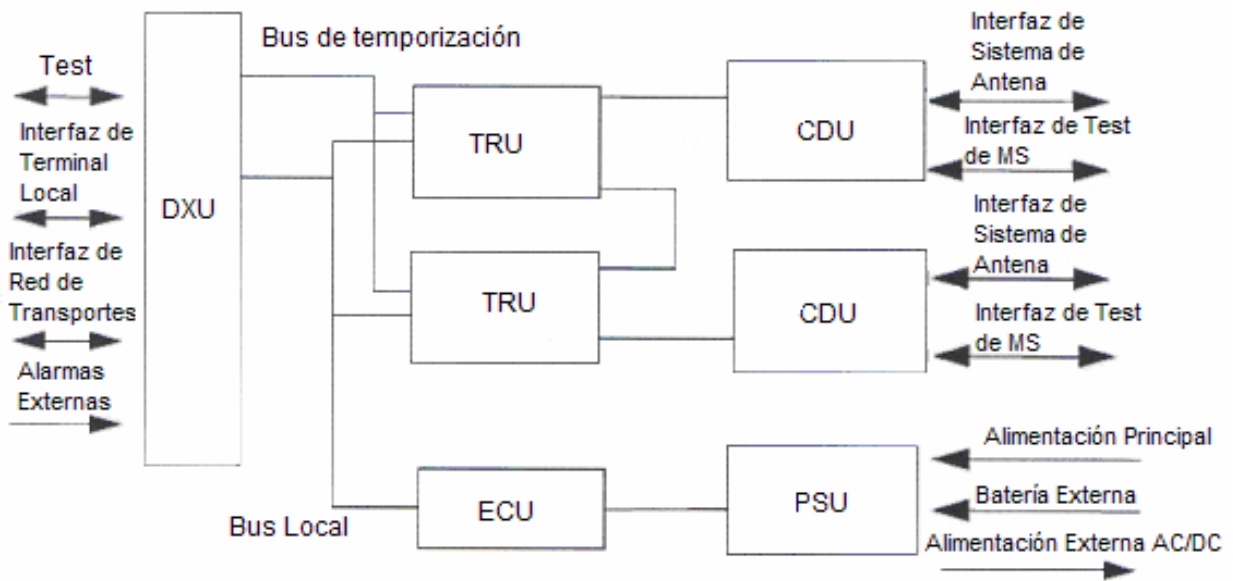 Bus de temporización
Test
Interfaz de
Terminal
Local
Interfaz de
Red de
Transportes
Alarmas
Externas
DXU
TRU
TRU
ECU
Bus Local
CDU
CDU
PSU
Interfaz de
Sistema de
Antena
Interfaz de Test
de MS
Interfaz de
Sistema de
Antena
Interfaz de Test
de MS
Alimentación Principal
Batería Externa
Alimentación Externa AC/DC